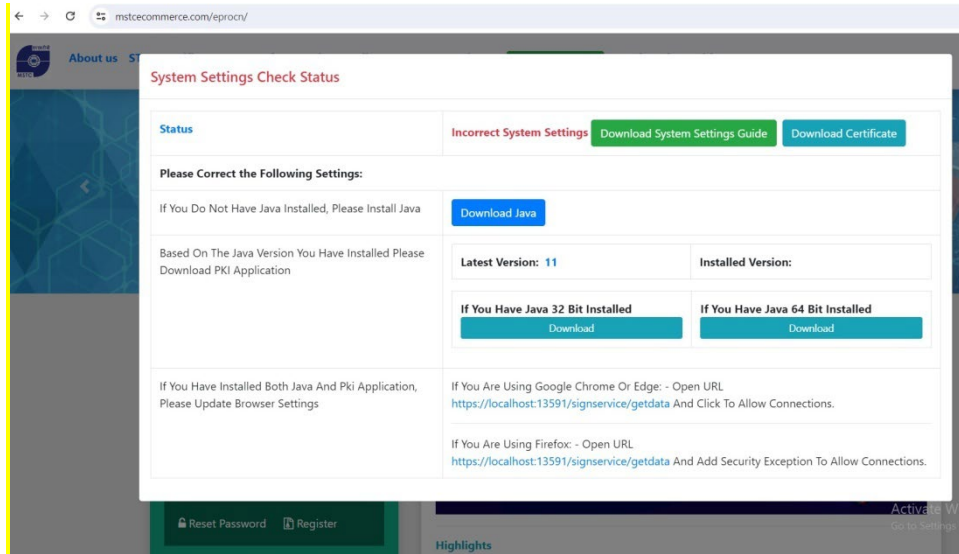 mstcecommerce.com/eprocn/
MSTC
About us ST
System Settings Check Status
Status
Incorrect System Settings Download System Settings Guide Download Certificate
Please Correct the Following Settings:
If You Do Not Have Java Installed, Please Install Java
Download Java
Based On The Java Version You Have Installed Please
Download PKI Application
Latest Version: 11 Installed Version:
If You Have Java 32 Bit Installed If You Have Java 64 Bit Installed
Download Download
If You Have Installed Both Java And Pki Application,
Please Update Browser Settings
If You Are Using Google Chrome Or Edge: - Open URL
https://localhost:13591/signservice/getdata And Click To Allow Connections.
If You Are Using Firefox: - Open URL
https://localhost:13591/signservice/getdata And Add Security Exception To Allow Connections.
Reset Password Register
Activate W
Go to Settings
Highlights